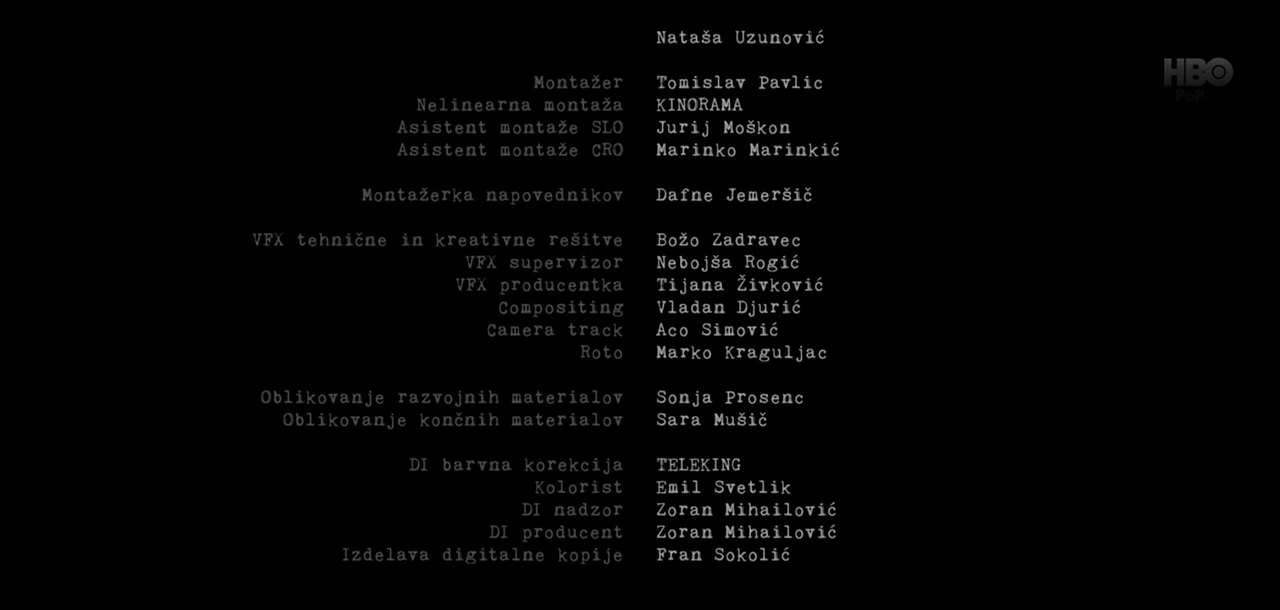 Nataša Uzunović
HBO
Montažer Tomislav Pavlic
Nelinearna montaža KINORAMA
Asistent montaže SLO Jurij Moškon
Asistent montaže CRO Marinko Marinkić
Montažerka napovednikov Dafne Jemeršič
VFX tehnične in kreativne rešitve Božo Zadravec
VFX supervizor Nebojša Rogić
VFX producentka Tijana Živković
Compositing Vladan Djurić
Camera track Aco Simović
Roto Marko Kraguljac
Oblikovanje razvojnih materialov Sonja Prosenc
Oblikovanje končnih materialov Sara Mušič
DI barvna korekcija TELEKING
Kolorist Emil Svetlik
DI nadzor Zoran Mihailović
DI producent Zoran Mihailović
Izdelava digitalne kopije Fran Sokolić